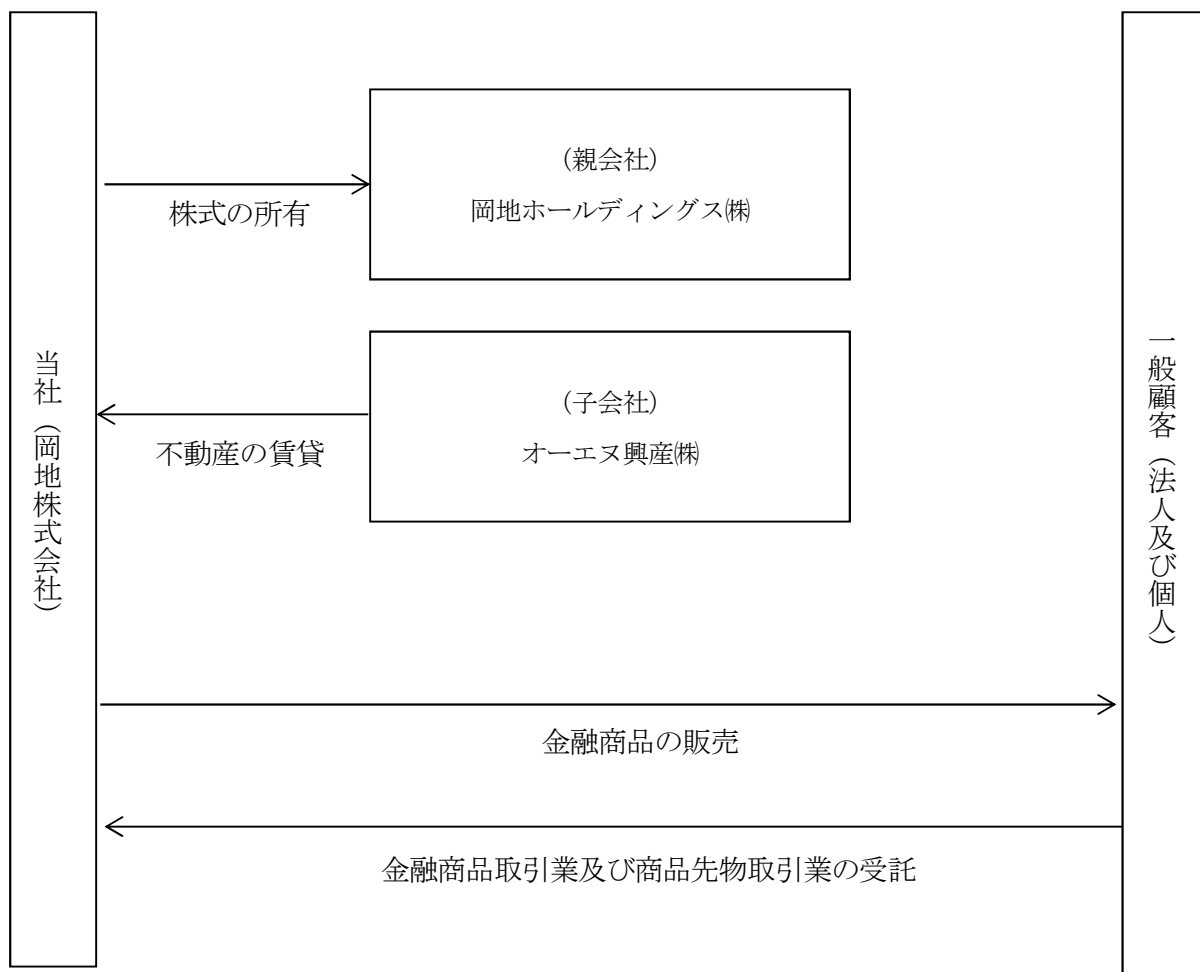 (親会社)
岡地ホールディングス㈱
株式の所有
当社(岡地株式会社)
(子会社)
オーエヌ興産㈱
不動産の賃貸
一般顧客(法人及び個人)
金融商品の販売
金融商品取引業及び商品先物取引業の受託